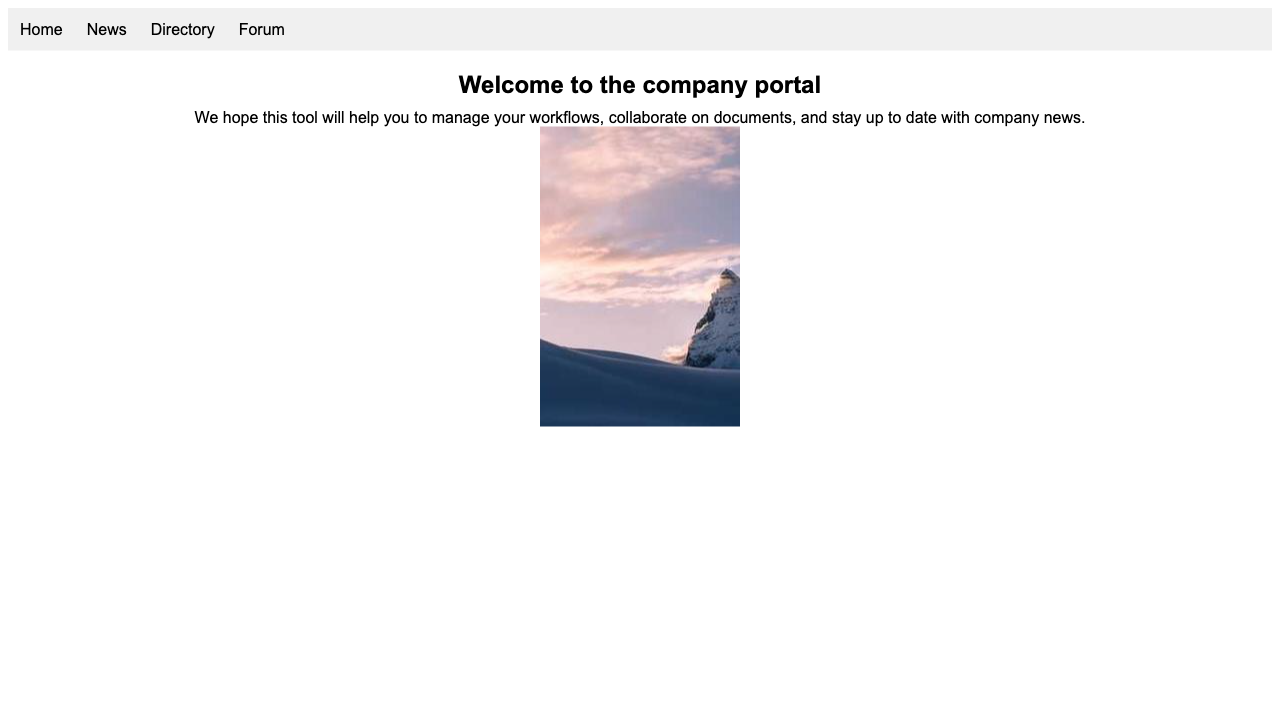 Home News Directory Forum
Welcome to the company portal
We hope this tool will help you to manage your workflows, collaborate on documents, and stay up to date with company news.